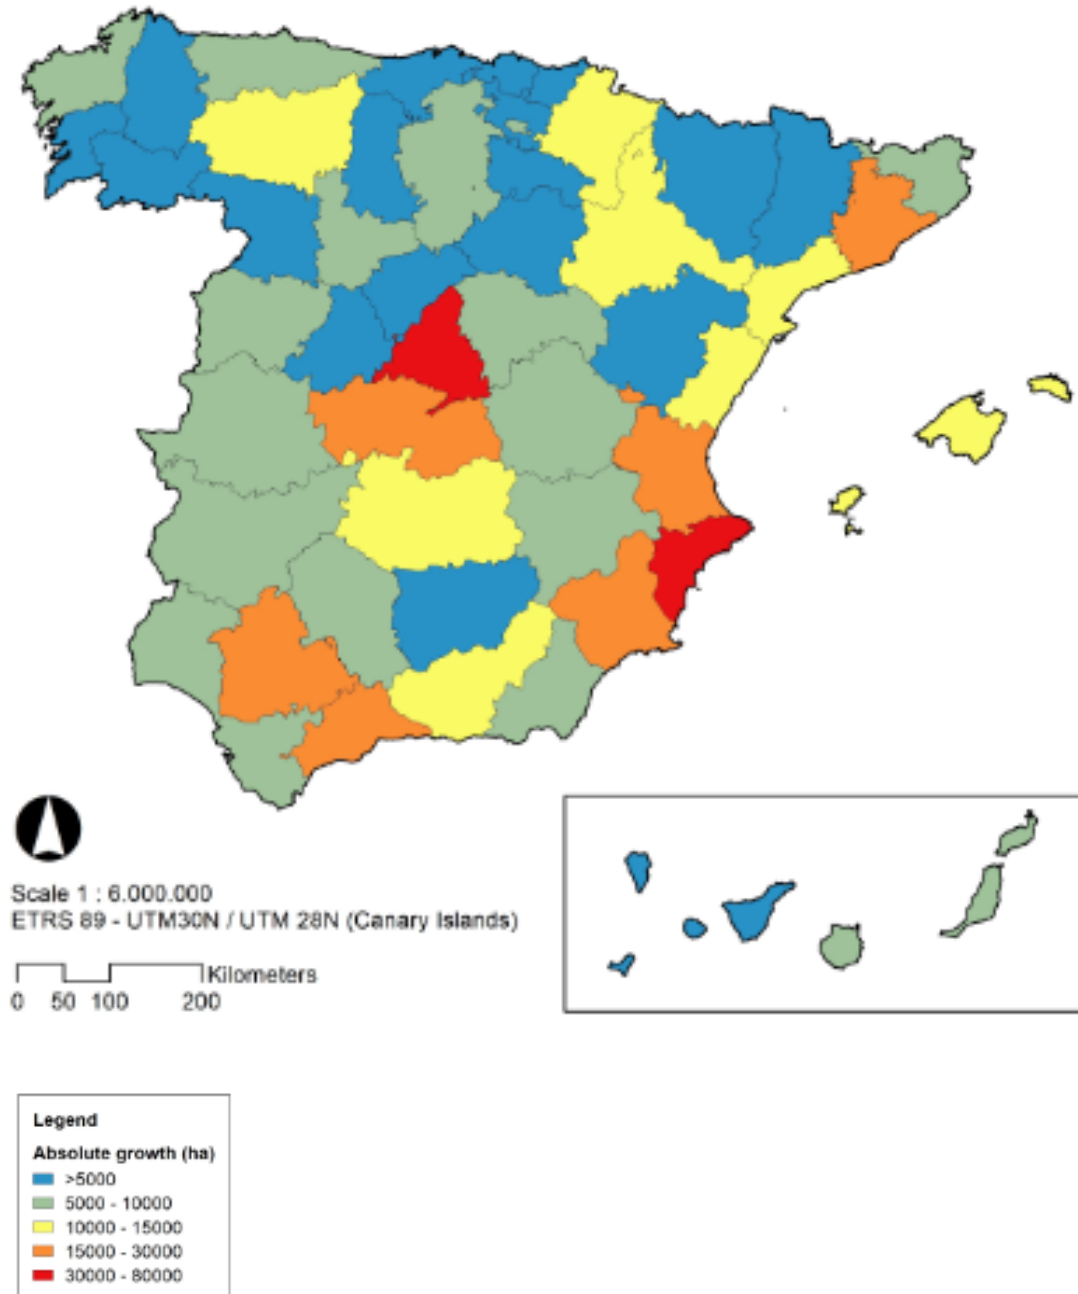 Scale 1 : 6.000.000
ETRS 89 - UTM30N / UTM 28N (Canary Islands)
Kilometers
0 50 100 200
Legend
Absolute growth (ha)
>5000
5000 - 10000
10000 - 15000
15000 - 30000
30000 - 80000